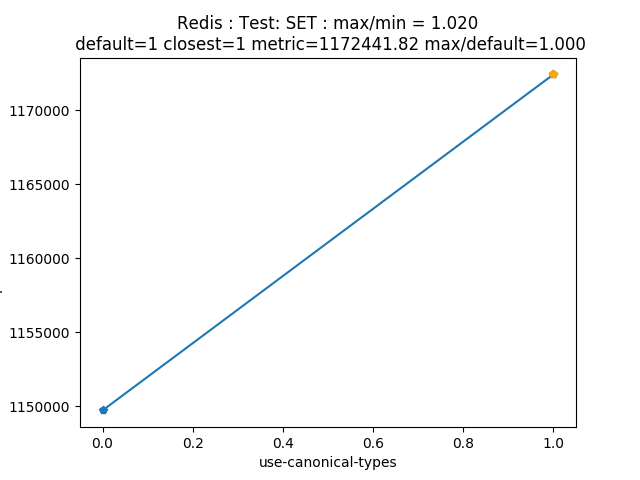 Redis : Test: SET : max/min = 1.020
default=1 closest=1 metric=1172441.82 max/default=1.000
1170000
1165000
1160000
1155000
1150000
0.0 0.2 0.4 0.6 0.8 1.0
use-canonical-types